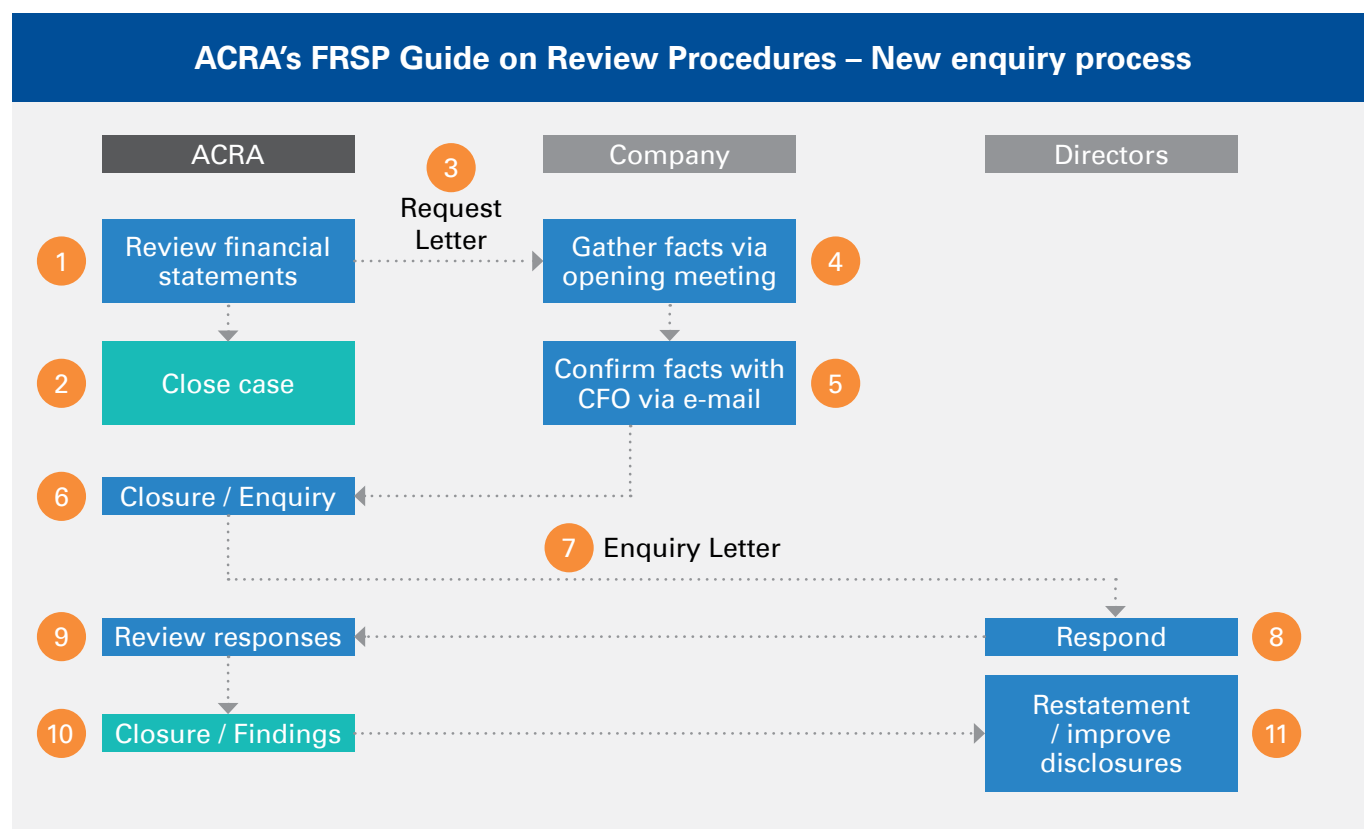 ACRA's FRSP Guide on Review Procedures – New enquiry process
ACRA
Company
Directors
3
Request
Letter
1
Review financial
statements
Gather facts via
opening meeting
4
2
Close case
Confirm facts with
CFO via e-mail
5
6
Closure / Enquiry
7
Enquiry Letter
9
Review responses
Respond
8
10
Closure / Findings
Restatement
/ improve
disclosures
11